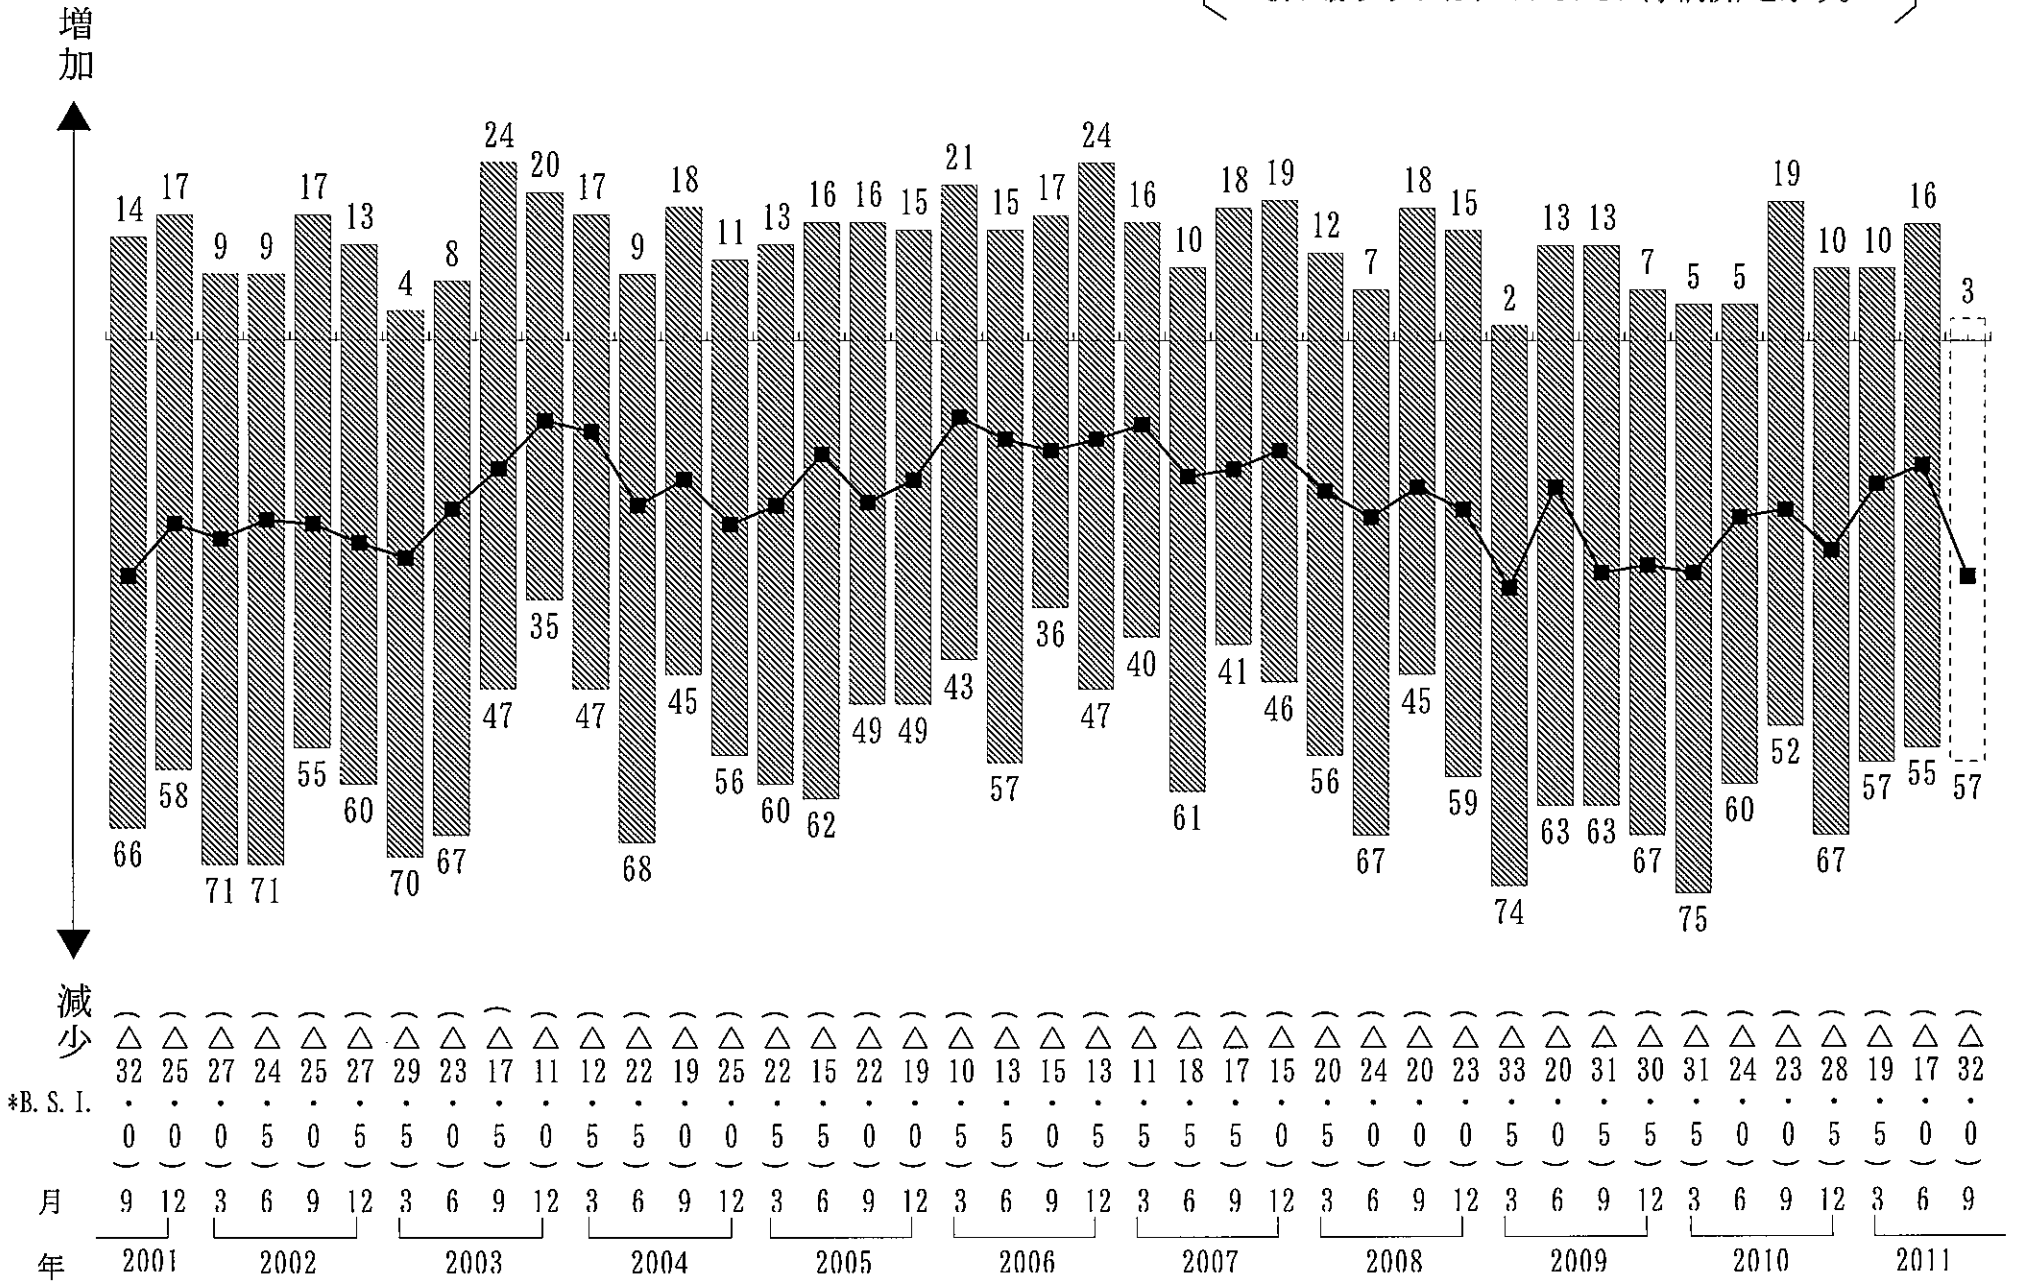 増加
14 17 9 9 17 13 4 8 24 20 17 9 18 11 13 16 16 15 21 15 17 24 16 10 18 19 12 7 18 15 2 13 13 7 5 5 19 10 10 16 3
66 58 71 71 55 60 70 67 47 35 47 68 45 56 60 62 49 49 43 57 36 47 40 61 41 46 56 67 45 59 74 63 63 67 75 60 52 67 57 55 57
減少
*B.S.I. (△32.0) (△25.0) (△27.0) (△24.5) (△25.0) (△27.5) (△29.5) (△23.0) (△17.5) (△11.0) (△12.5) (△22.5) (△19.0) (△25.0) (△22.5) (△15.5) (△22.0) (△19.0) (△10.5) (△13.5) (△15.0) (△13.5) (△11.5) (△18.5) (△17.5) (△15.0) (△20.5) (△24.0) (△20.0) (△23.0) (△33.5) (△20.0) (△31.5) (△30.5) (△31.5) (△24.0) (△23.0) (△28.5) (△19.5) (△17.0) (△32.0)
月 9 12 3 6 9 12 3 6 9 12 3 6 9 12 3 6 9 12 3 6 9 12 3 6 9 12 3 6 9 12 3 6 9 12 3 6 9 12 3 6 9
年 2001 2002 2003 2004 2005 2006 2007 2008 2009 2010 2011